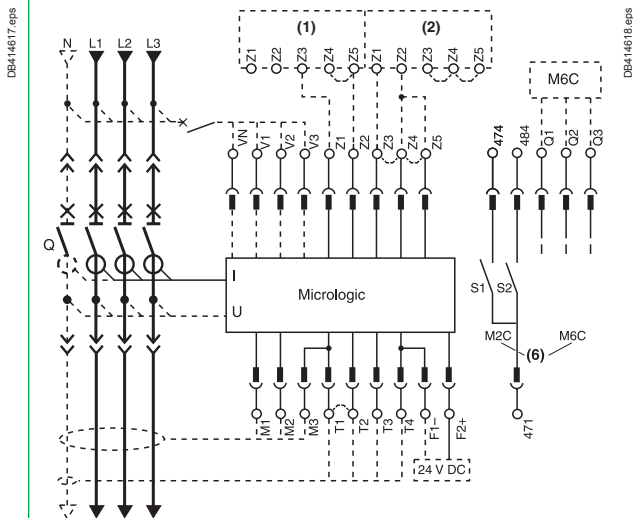 DB414617.eps
DB414618.eps
N L1 L2 L3
(1) (2)
Z1 Z2 Z3 Z4 Z5 Z1 Z2 Z3 Z4 Z5
M6C
VN V1 V2 V3 Z1 Z2 Z3 Z4 Z5
474 484 Q1 Q2 Q3
Q
I
U
Micrologic
S1 S2
M2C (6) M6C
M1 M2 M3 T1 T2 T3 T4 F1– F2+
471
24 V DC